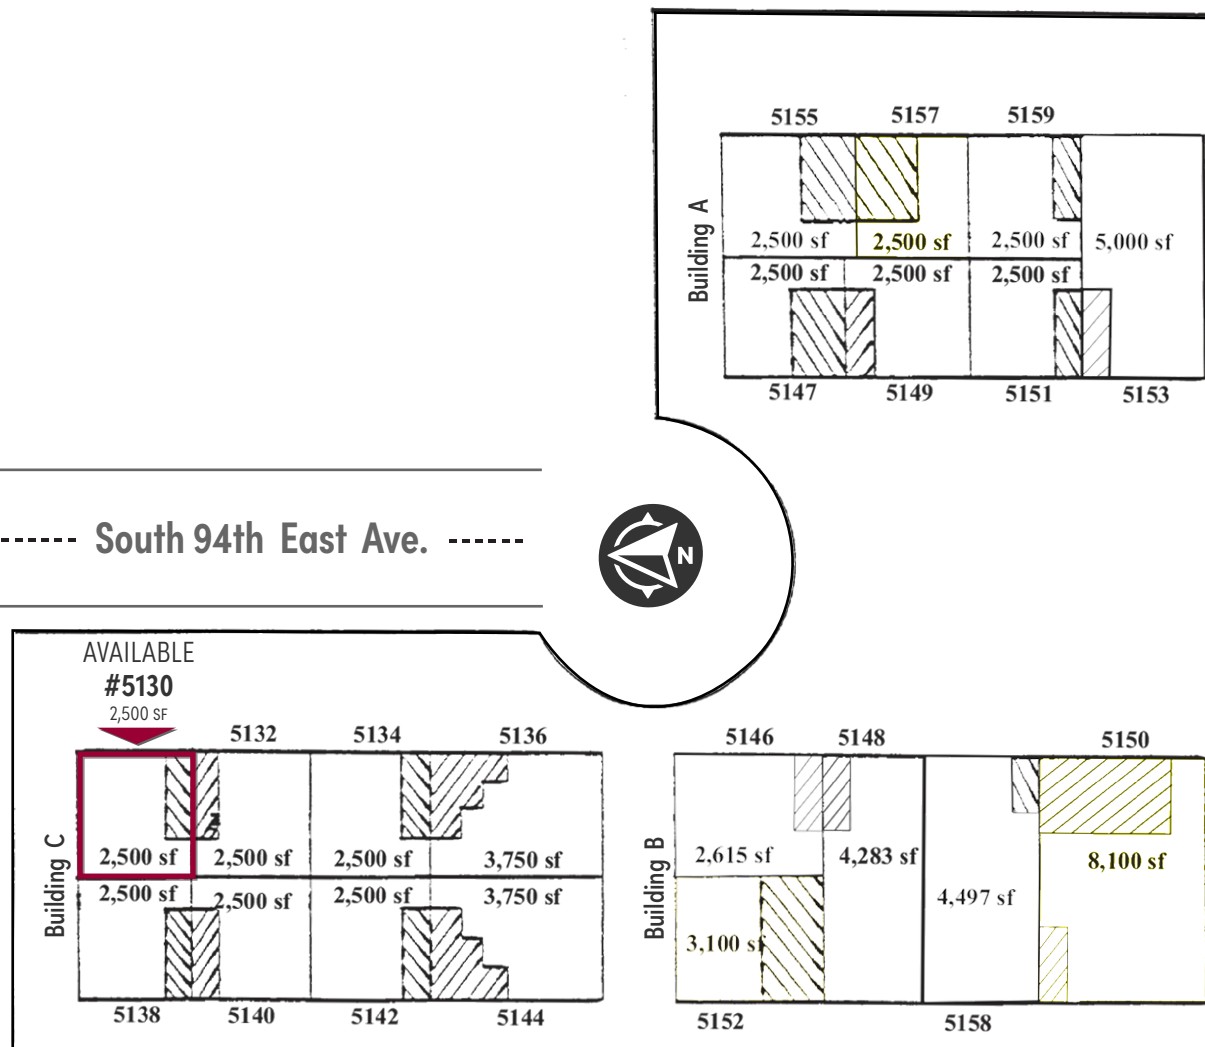 5155 5157 5159
Building A
2,500 sf 2,500 sf 2,500 sf 5,000 sf
2,500 sf 2,500 sf 2,500 sf
5147 5149 5151 5153
South 94th East Ave.
N
AVAILABLE
#5130
2,500 SF
5132 5134 5136
Building C
2,500 sf 2,500 sf 2,500 sf 3,750 sf
2,500 sf 2,500 sf 2,500 sf 3,750 sf
5138 5140 5142 5144
5146 5148 5150
Building B
2,615 sf 4,283 sf 8,100 sf
4,497 sf
3,100 sf
5152 5158